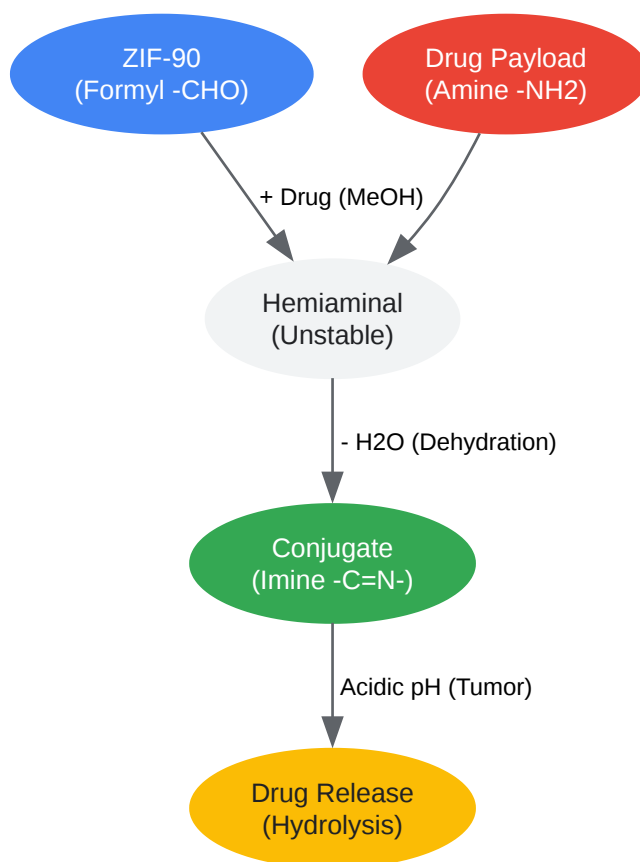 ZIF-90
(Formyl -CHO)
Drug Payload
(Amine -NH2)
+ Drug (MeOH)
Hemiaminal
(Unstable)
- H2O (Dehydration)
Conjugate
(Imine -C=N-)
Acidic pH (Tumor)
Drug Release
(Hydrolysis)